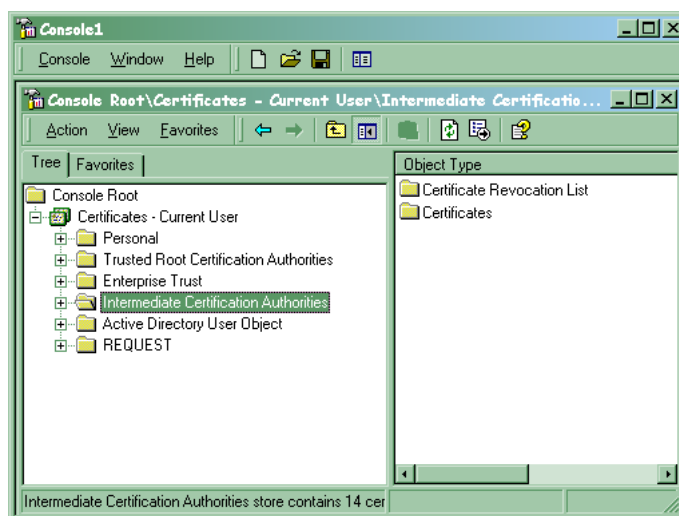 Console1
Console Window Help
Console Root\Certificates - Current User\Intermediate Certificatio...
Action View Favorites
Tree Favorites
Object Type
Console Root
Certificates - Current User
Personal
Trusted Root Certification Authorities
Enterprise Trust
Intermediate Certification Authorities
Active Directory User Object
REQUEST
Certificate Revocation List
Certificates
Intermediate Certification Authorities store contains 14 cer